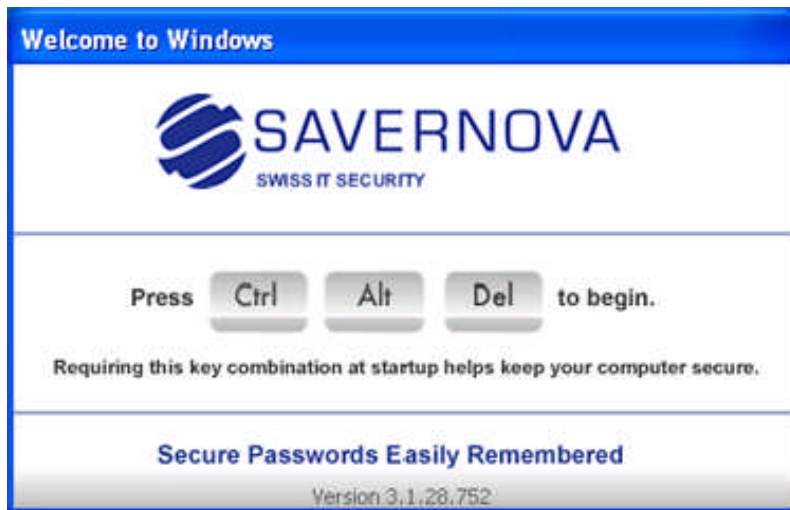 Welcome to Windows
SAVERNOVA
SWISS IT SECURITY
Press Ctrl Alt Del to begin.
Requiring this key combination at startup helps keep your computer secure.
Secure Passwords Easily Remembered
Version 3.1.28.752